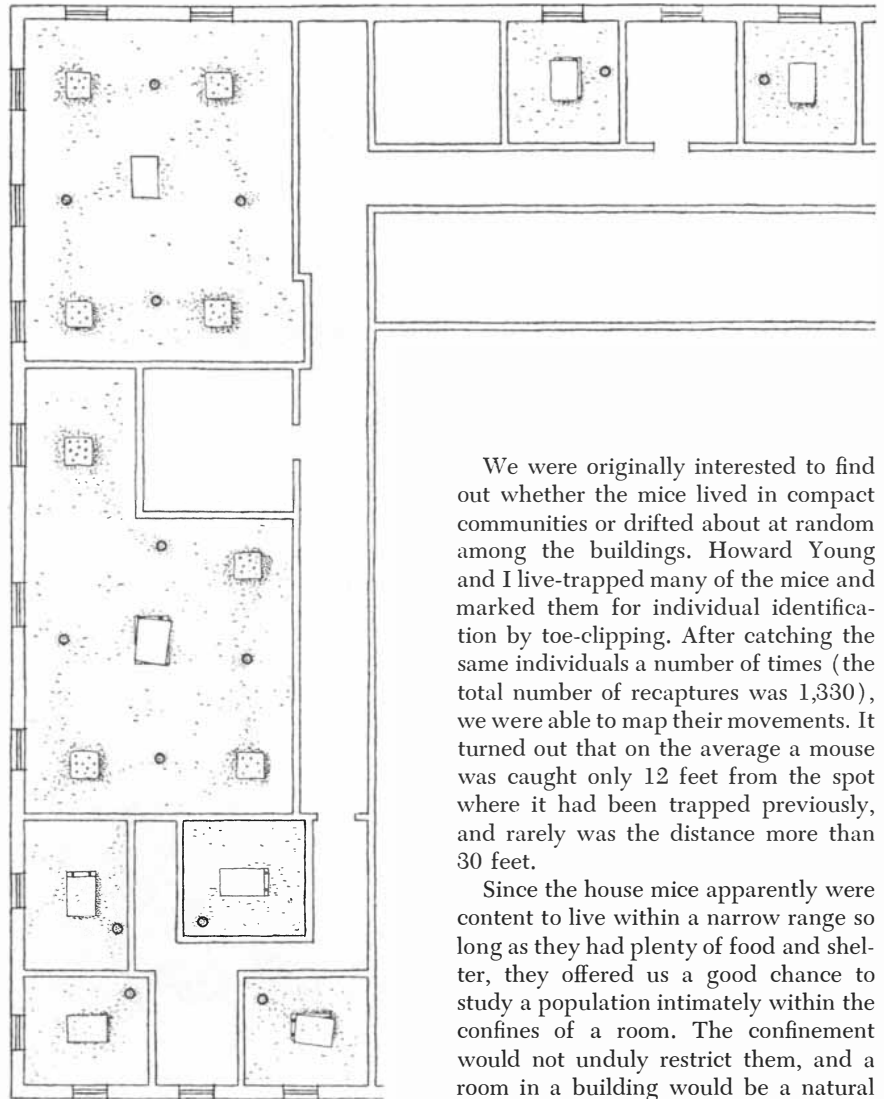 We were originally interested to find
out whether the mice lived in compact
communities or drifted about at random
among the buildings. Howard Young
and I live-trapped many of the mice and
marked them for individual identifica-
tion by toe-clipping. After catching the
same individuals a number of times (the
total number of recaptures was 1,330),
we were able to map their movements. It
turned out that on the average a mouse
was caught only 12 feet from the spot
where it had been trapped previously,
and rarely was the distance more than
30 feet.
Since the house mice apparently were
content to live within a narrow range so
long as they had plenty of food and shel-
ter, they offered us a good chance to
study a population intimately within the
confines of a room. The confinement
would not unduly restrict them, and a
room in a building would be a natural